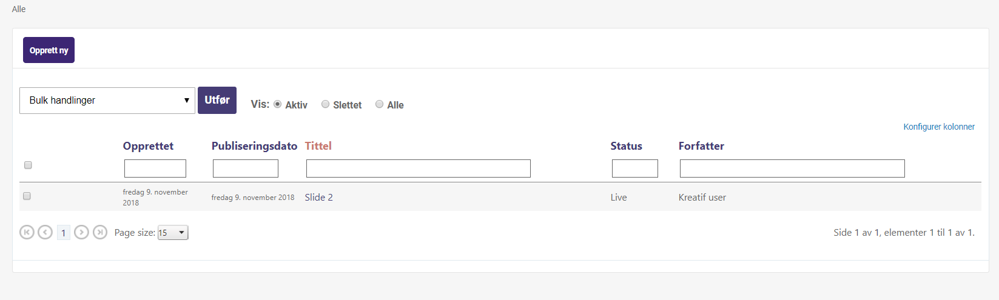 Alle
Opprett ny
Bulk handlinger
Utfør
Vis: Aktiv Slettet Alle
Konfigurer kolonner
Opprettet Publiseringsdato Tittel Status Forfatter
fredag 9. november
2018
fredag 9. november 2018 Slide 2 Live Kreatif user
1 Page size: 15 Side 1 av 1, elementer 1 til 1 av 1.